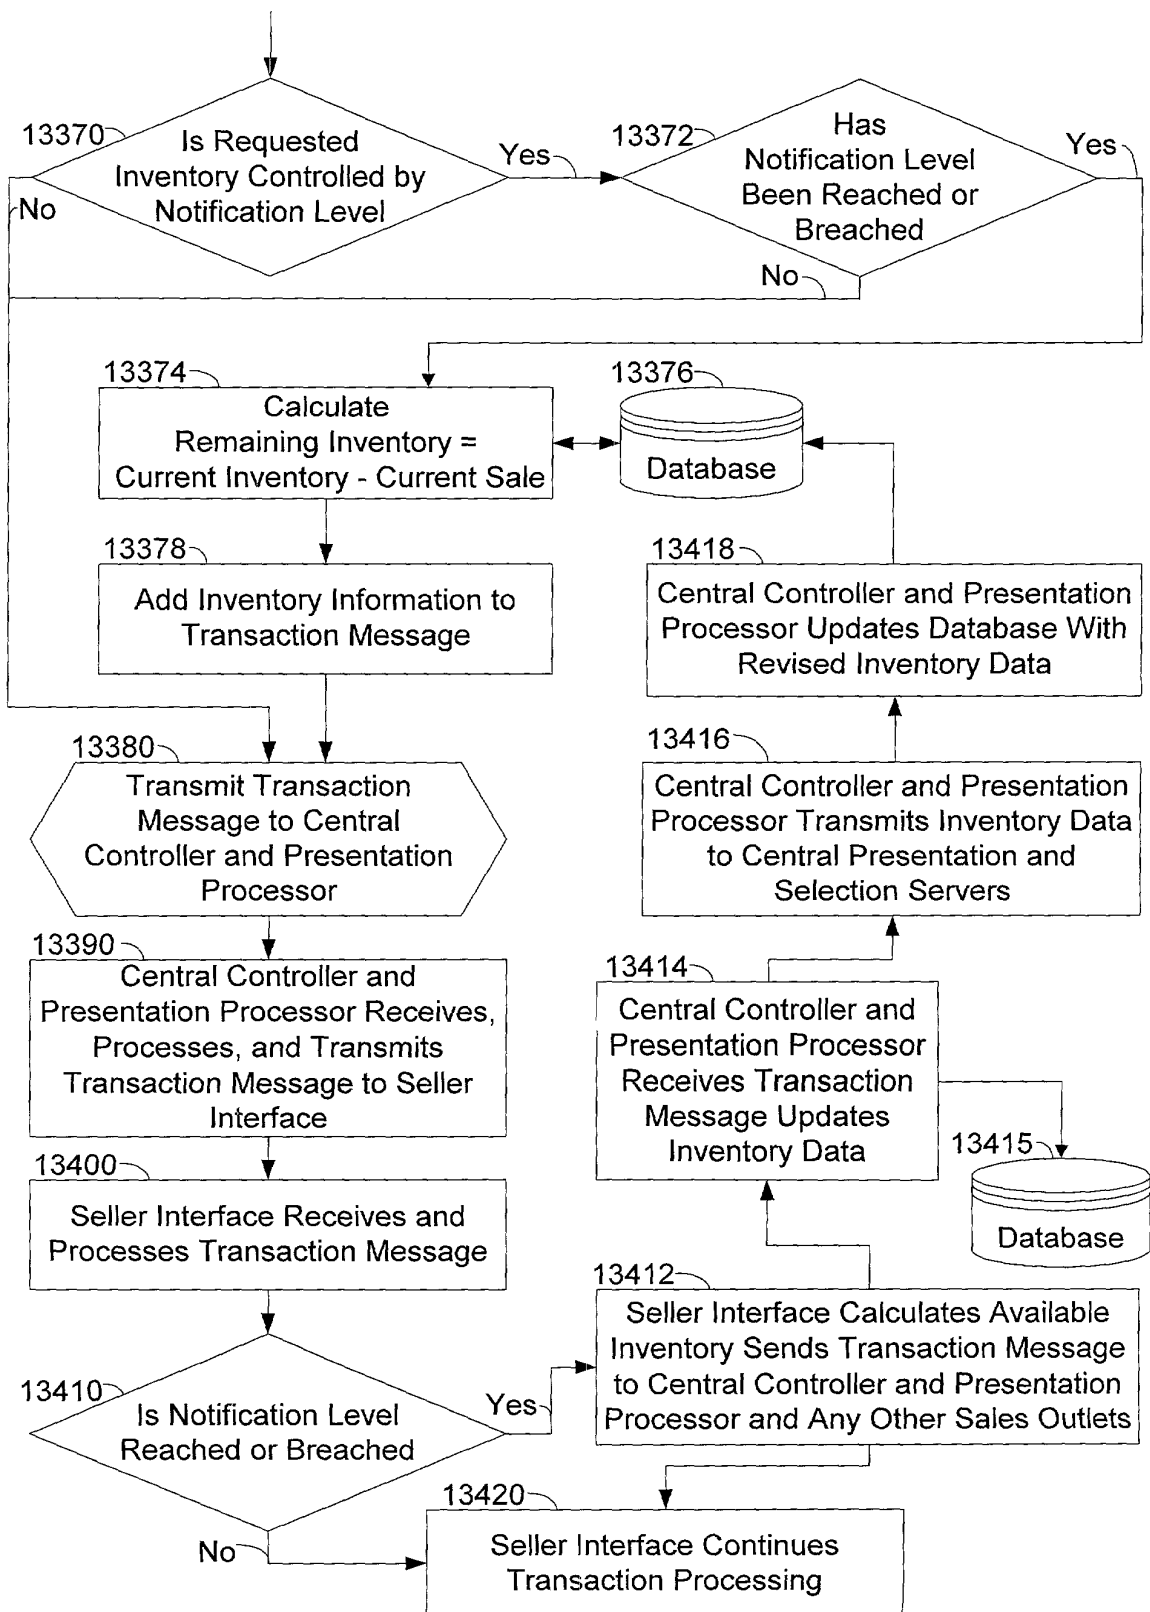 13370
Is Requested
Inventory Controlled by
Notification Level
Yes
No
13372
Has
Notification Level
Been Reached or
Breached
Yes
No
13374
Calculate
Remaining Inventory =
Current Inventory - Current Sale
13376
Database
13378
Add Inventory Information to
Transaction Message
13418
Central Controller and Presentation
Processor Updates Database With
Revised Inventory Data
13380
Transmit Transaction
Message to Central
Controller and Presentation
Processor
13416
Central Controller and Presentation
Processor Transmits Inventory Data
to Central Presentation and
Selection Servers
13390
Central Controller and
Presentation Processor Receives,
Processes, and Transmits
Transaction Message to Seller
Interface
13414
Central Controller and
Presentation Processor
Receives Transaction
Message Updates
Inventory Data
13415
Database
13400
Seller Interface Receives and
Processes Transaction Message
13412
Seller Interface Calculates Available
Inventory Sends Transaction Message
to Central Controller and Presentation
Processor and Any Other Sales Outlets
13410
Is Notification Level
Reached or Breached
Yes
No
13420
Seller Interface Continues
Transaction Processing